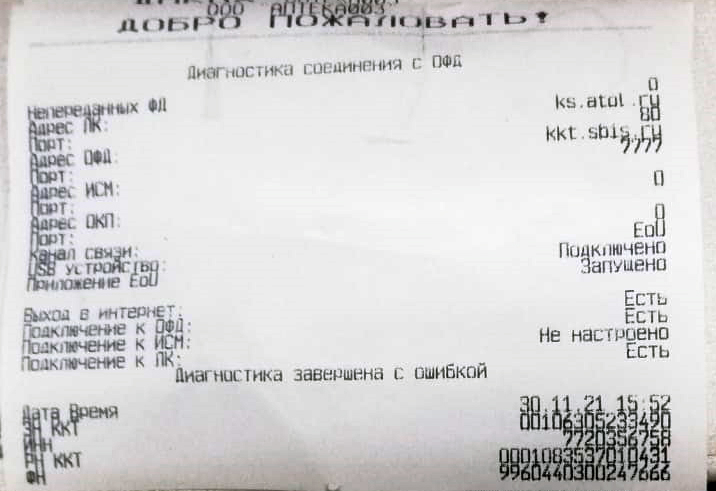 ООО АПТЕКА003
ДОБРО ПОЖАЛОВАТЬ!
Диагностика соединения с ОФД
Непереданных ФД 0
Адрес ЛК: ks.atol.ru
Порт: 80
Адрес ОФД: kkt.sbis.ru
Порт: 7777
Адрес ИСМ:
Порт: 0
Адрес ОКП:
Порт: 0
Канал связи: EoU
USB устройство: Подключено
Приложение EoU Запущено
Выход в интернет: Есть
Подключение к ОФД: Есть
Подключение к ИСМ: Не настроено
Подключение к ЛК: Есть
Диагностика завершена с ошибкой
Дата Время 30.11.21 15:52
ЗН ККТ 00106305233490
ИНН 7720356758
РН ККТ 0001083537010431
ФН 9960440300247666